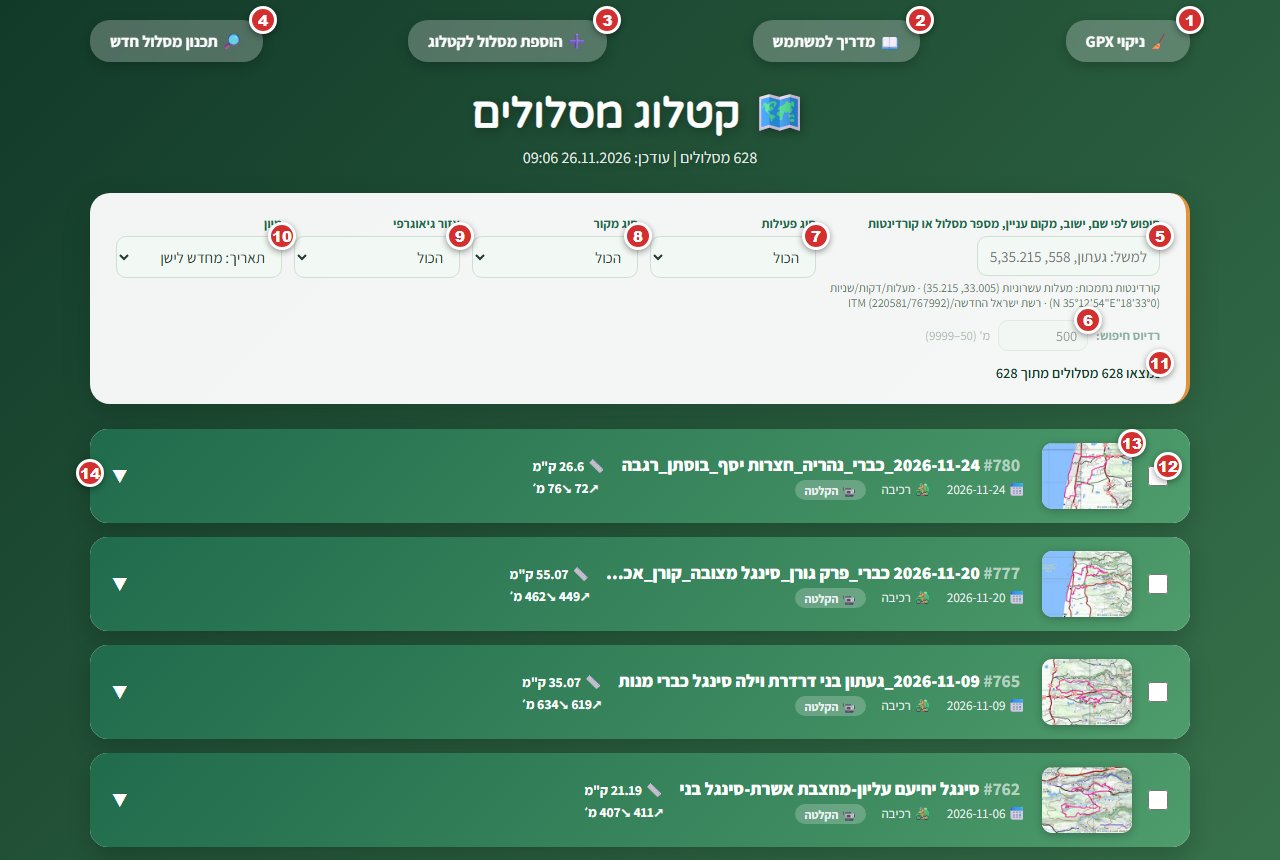 1
ניקוי GPX
2
מדריך למשתמש
3
הוספת מסלול לקטלוג
4
תכנון מסלול חדש
קטלוג מסלולים
628 מסלולים | עודכן: 26.11.2026 09:06
חיפוש לפי שם, ישוב, מקום עניין, מספר מסלול או קורדינטות
5
למשל: געתון, 558, 35.215,5
קורדינטות נתמכות: מעלות עשרוניות (33.005, 35.215) · מעלות/דקות/שניות
(N 35°12'54"E"18'33°0) · רשת ישראל החדשה/ITM (220581/767992)
6
רדיוס חיפוש: 500 מ' (50–9999)
11
נמצאו 628 מסלולים מתוך 628
סוג פעילות
7
הכול
סוג מקור
8
הכול
אזור גיאוגרפי
9
הכול
מיון
10
תאריך: מחדש לישן
12
13
14
#780 2026-11-24_כברי_נהריה_חצרות יסף_בוסתן_רגבה
26.6 ק"מ
2026-11-24 רכיבה הקלטה
↗72 ↘76 מ׳
#777 2026-11-20 כברי_פרק גורן_סינגל מצובה_קורן_אכ...
55.07 ק"מ
2026-11-20 רכיבה הקלטה
↗449 ↘462 מ׳
#765 2026-11-09_געתון בני דרדרת וילה סינגל כברי מנות
35.07 ק"מ
2026-11-09 רכיבה הקלטה
↗619 ↘634 מ׳
#762 סינגל יחיעם עליון-מחצבת אשרת-סינגל בני
21.19 ק"מ
2026-11-06 רכיבה הקלטה
↗411 ↘407 מ׳